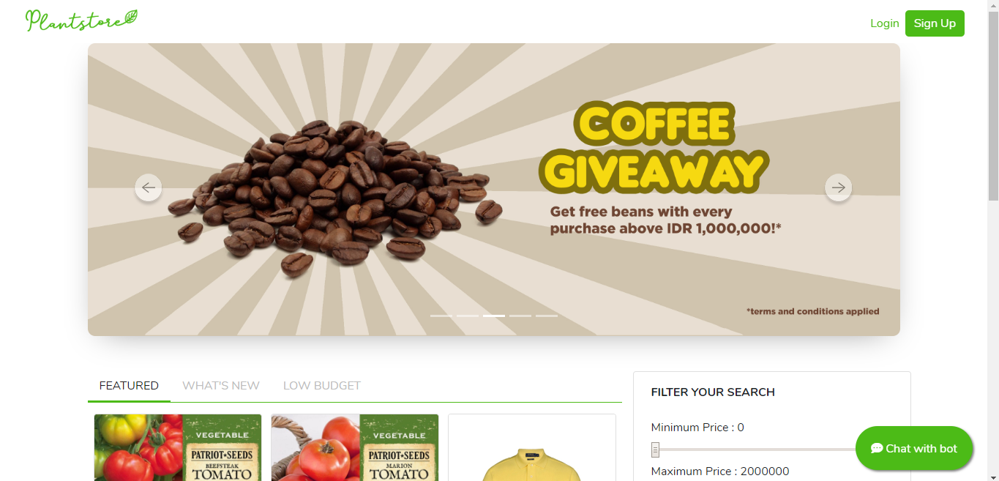 Plantstore
Login
Sign Up
COFFEE
GIVEAWAY
Get free beans with every
purchase above IDR 1,000,000!*
*terms and conditions applied
FEATURED
WHAT'S NEW
LOW BUDGET
VEGETABLE
PATRIOT★SEEDS
BEEFSTEAK
TOMATO
VEGETABLE
PATRIOT★SEEDS
MARION
TOMATO
FILTER YOUR SEARCH
Minimum Price : 0
Maximum Price : 2000000
Chat with bot